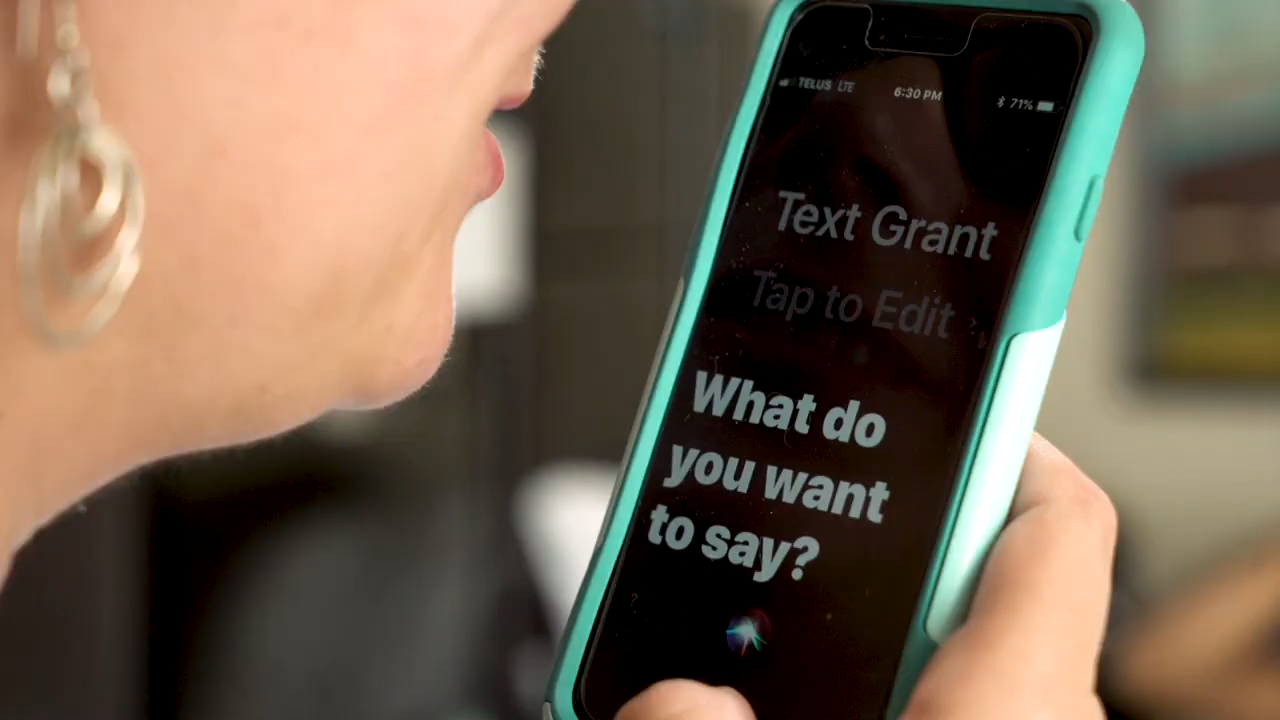 TELUS LTE 6:30 PM 71%
Text Grant
Tap to Edit
What do
you want
to say?